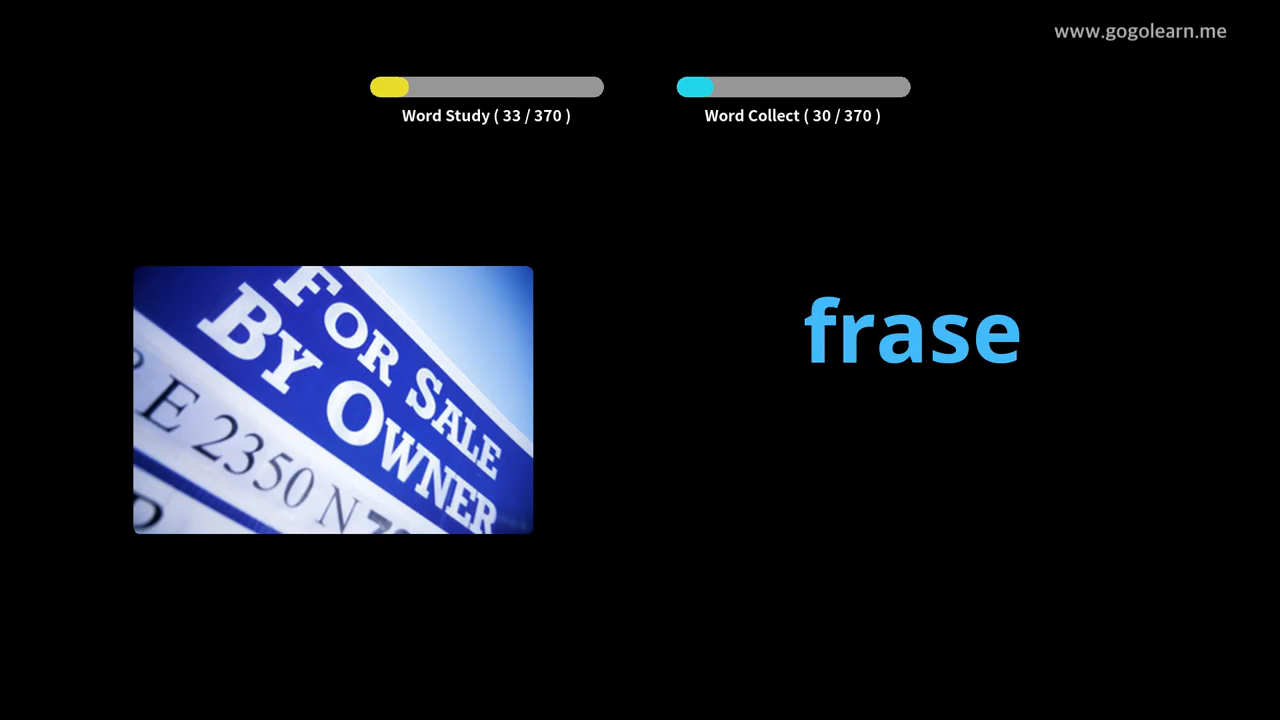 www.gogolearn.me
Word Study ( 33 / 370 )
Word Collect ( 30 / 370 )
FOR SALE
BY OWNER
E 2350 N
frase